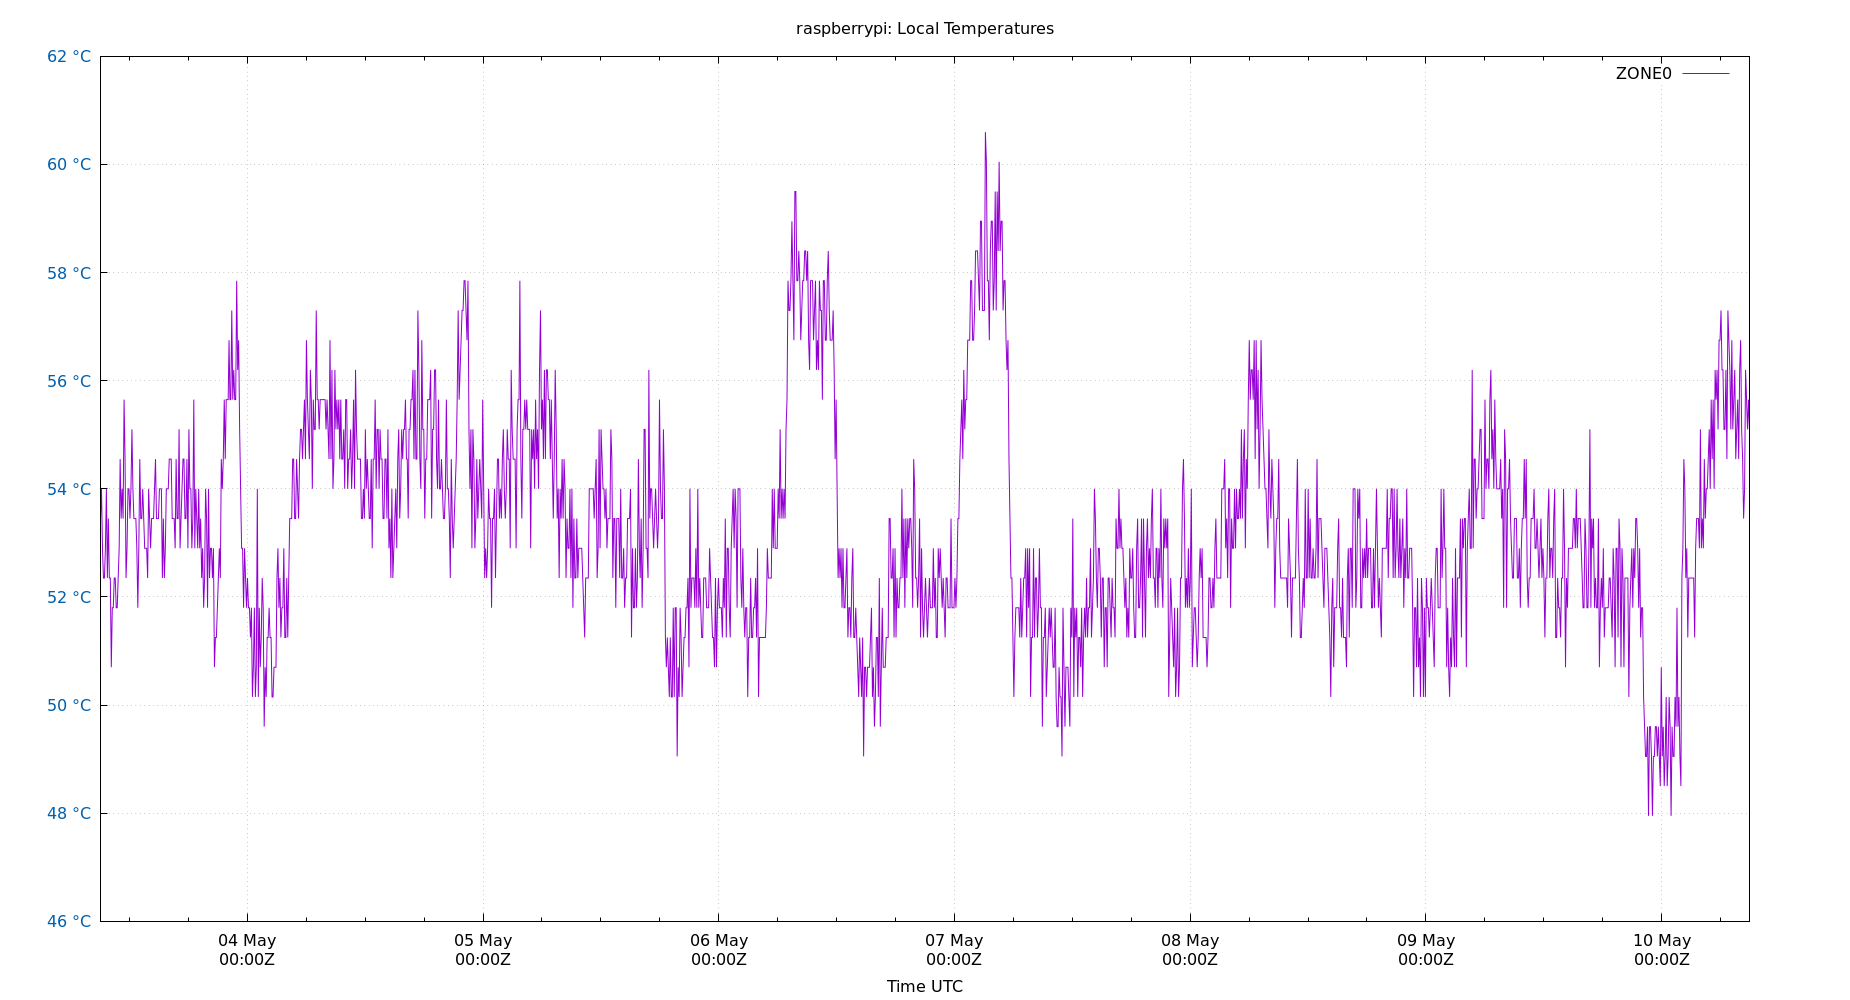 raspberrypi: Local Temperatures
62 °C
ZONE0
60 °C
58 °C
56 °C
54 °C
52 °C
50 °C
48 °C
46 °C
04 May 05 May 06 May 07 May 08 May 09 May 10 May
00:00Z 00:00Z 00:00Z 00:00Z 00:00Z 00:00Z 00:00Z
Time UTC